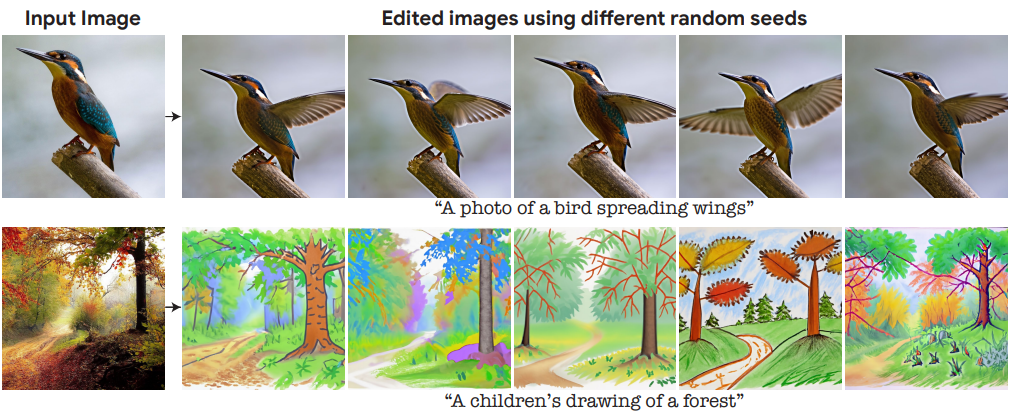 Input Image
Edited images using different random seeds
“A photo of a bird spreading wings”
“A children’s drawing of a forest”